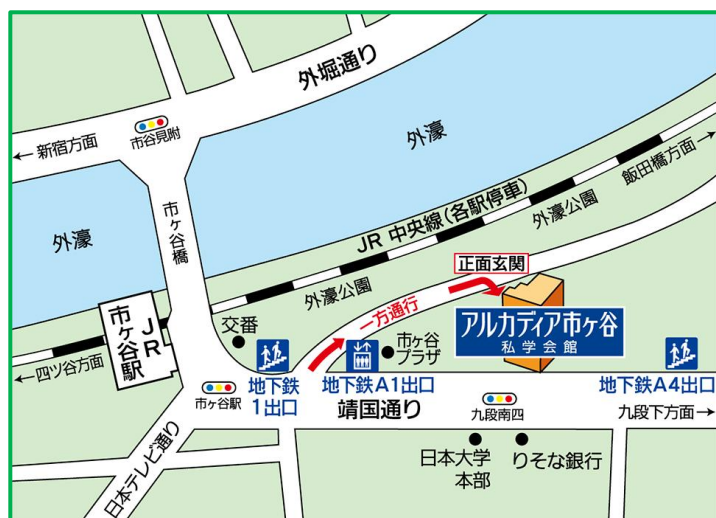 外堀通り
市谷見附
←新宿方面
外濠
飯田橋方面→
市ヶ谷橋
外濠
JR 中央線(各駅停車)
外濠公園
外濠公園
正面玄関
JR
市ヶ谷駅
交番
一方通行
アルカディア市ヶ谷
私学会館
市ヶ谷
プラザ
←四ツ谷方面
地下鉄
1出口
地下鉄A1出口
地下鉄A4出口
市ヶ谷駅
靖国通り
九段南四
九段下方面→
日本テレビ通り
日本大学
本部
りそな銀行